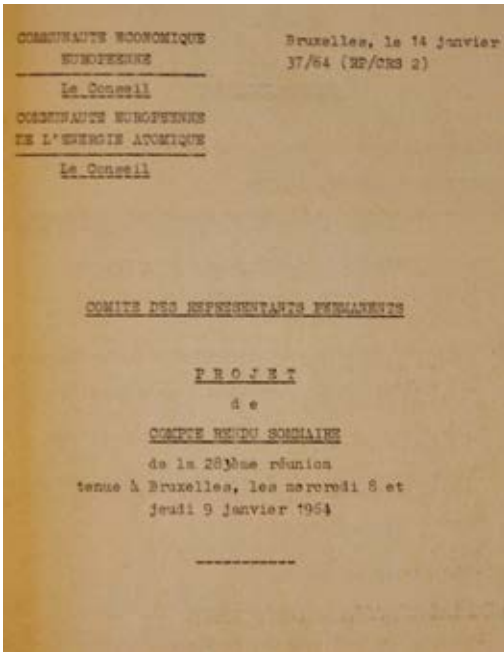 COMMUNAUTE ECONOMIQUE
EUROPEENNE
Le Conseil
COMMUNAUTE EUROPEENNE
DE L'ENERGIE ATOMIQUE
Le Conseil
Bruxelles, le 14 janvier
37/64 (RP/CRS 2)
COMITE DES REPRESENTANTS PERMANENTS
P R O J E T
d e
COMPTE RENDU SOMMAIRE
de la 283ème réunion
tenue à Bruxelles, les mercredi 8 et
jeudi 9 janvier 1964